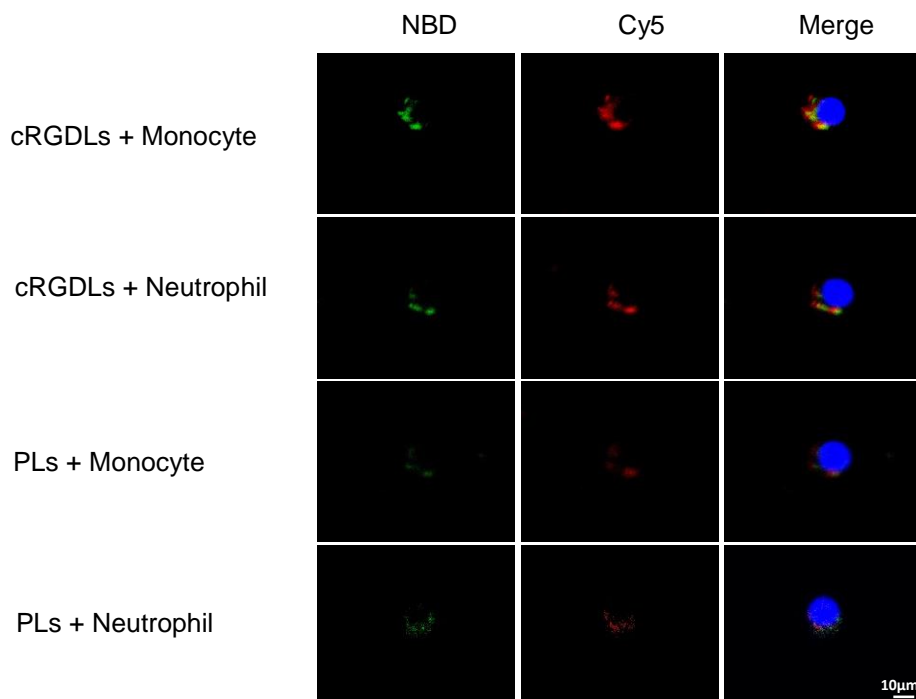 NBD Cy5 Merge
cRGDLs + Monocyte
cRGDLs + Neutrophil
PLs + Monocyte
PLs + Neutrophil
10μm